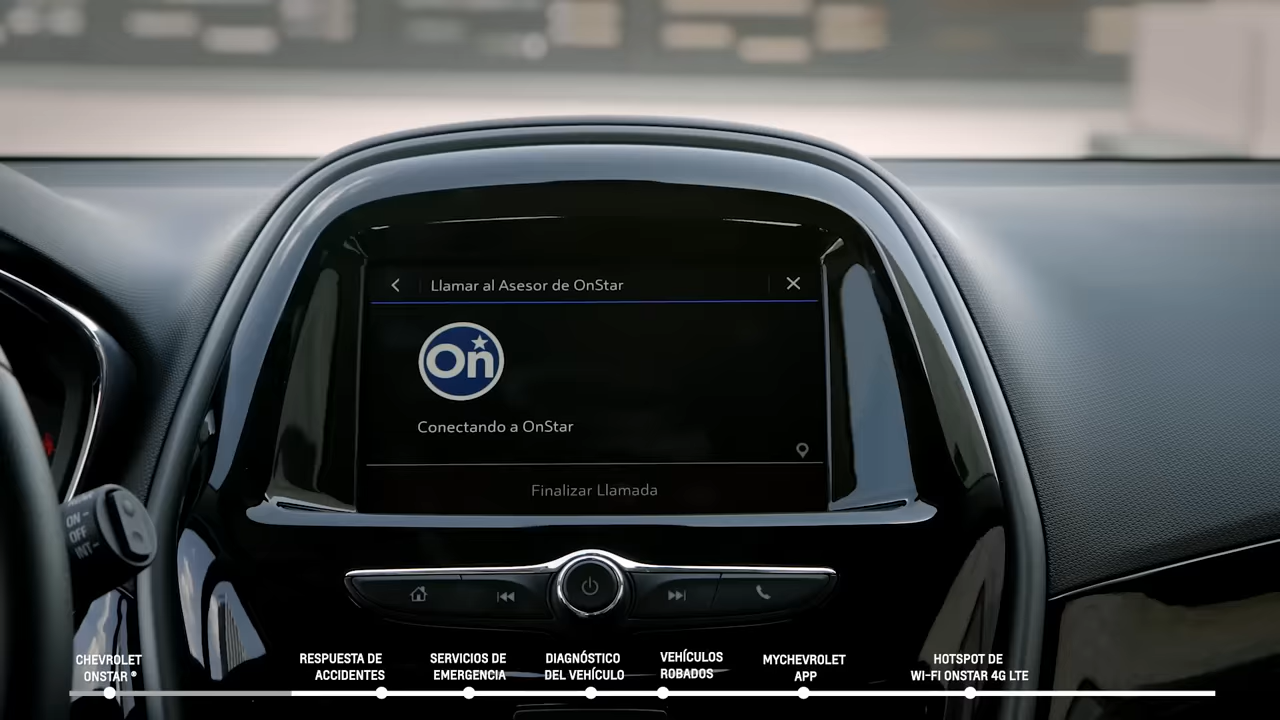 Llamar al Asesor de OnStar
On
Conectando a OnStar
Finalizar Llamada
ON
OFF
INT
CHEVROLET
ONSTAR®
RESPUESTA DE
ACCIDENTES
SERVICIOS DE
EMERGENCIA
DIAGNÓSTICO
DEL VEHÍCULO
VEHÍCULOS
ROBADOS
MYCHEVROLET
APP
HOTSPOT DE
WI-FI ONSTAR 4G LTE